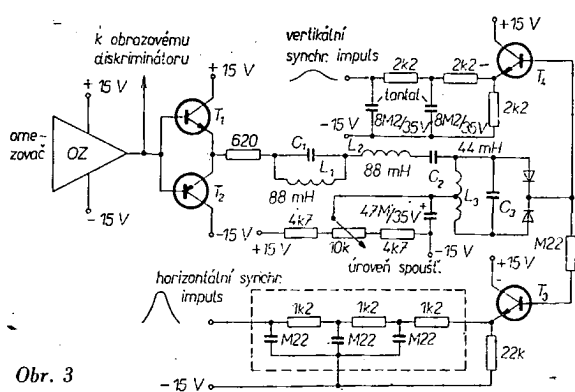 k obrazovému
diskriminátoru
+ 15 V
+ 15 V
ome-
zovač
OZ
- 15 V
T1
T2
-15 V
620
C1
L1
88 mH
L2
88 mH
C2
44 mH
L3
C3
vertikální
synchr. impuls
2k2
2k2
+15 V
T4
2k2
tantal
8M2/35V
8M2/35V
-15 V
47M/35V
+
4k7
10k
4k7
+15 V
-15 V
úroveň spoušť.
M22
+15 V
T3
22k
horizontální synchr.
impuls
1k2
1k2
1k2
M22
M22
M22
-15 V
Obr. 3